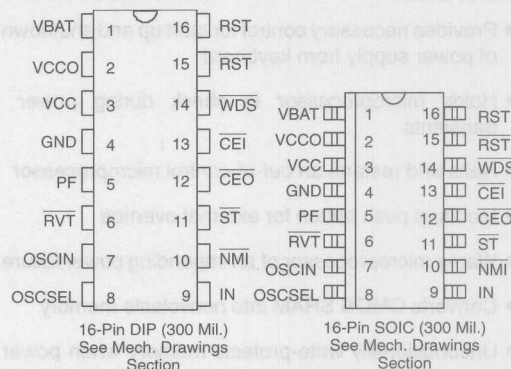 VBAT 1 16 RST
VCCO 2 15 RST
VCC 3 14 WDS
GND 4 13 CEI
PF 5 12 CEO
RVT 6 11 ST
OSCIN 7 10 NMI
OSCSEL 8 9 IN
16-Pin DIP (300 Mil.)
See Mech. Drawings
Section
VBAT 1 16 RST
VCCO 2 15 RST
VCC 3 14 WDS
GND 4 13 CEI
PF 5 12 CEO
RVT 6 11 ST
OSCIN 7 10 NMI
OSCSEL 8 9 IN
16-Pin SOIC (300 Mil.)
See Mech. Drawings
Section